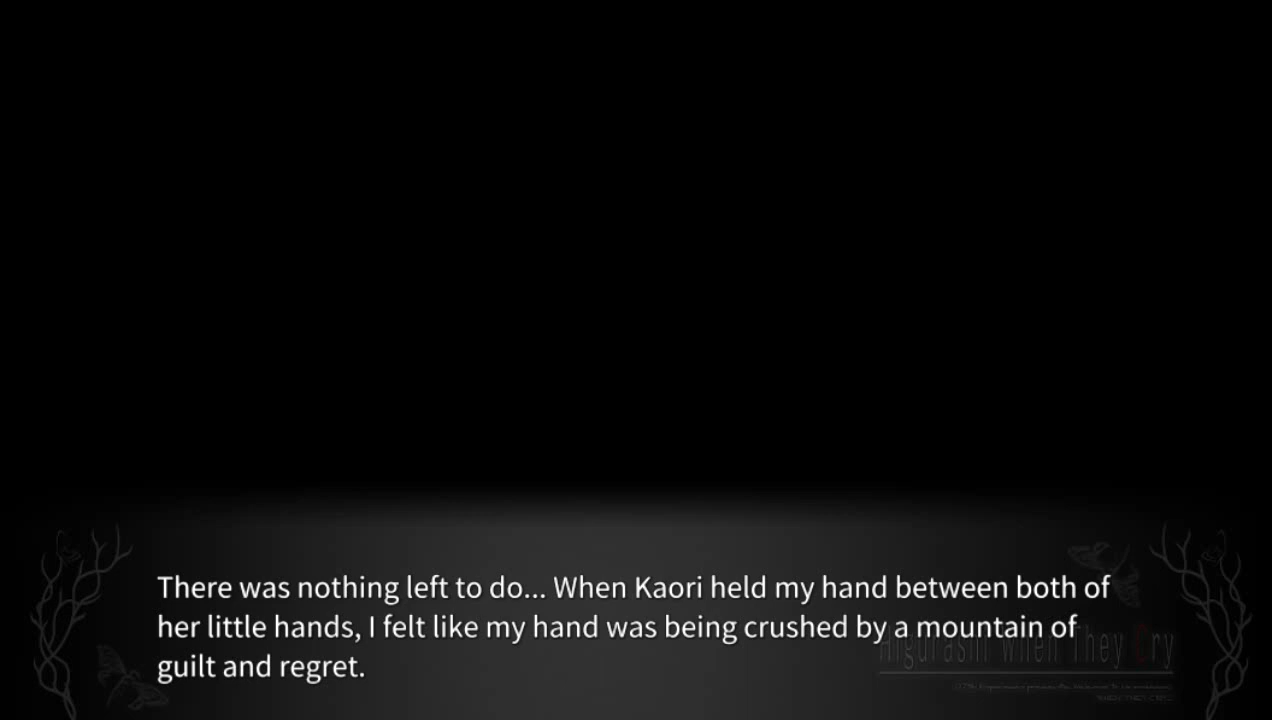 There was nothing left to do... When Kaori held my hand between both of
her little hands, I felt like my hand was being crushed by a mountain of
guilt and regret.
Higurashi When They Cry